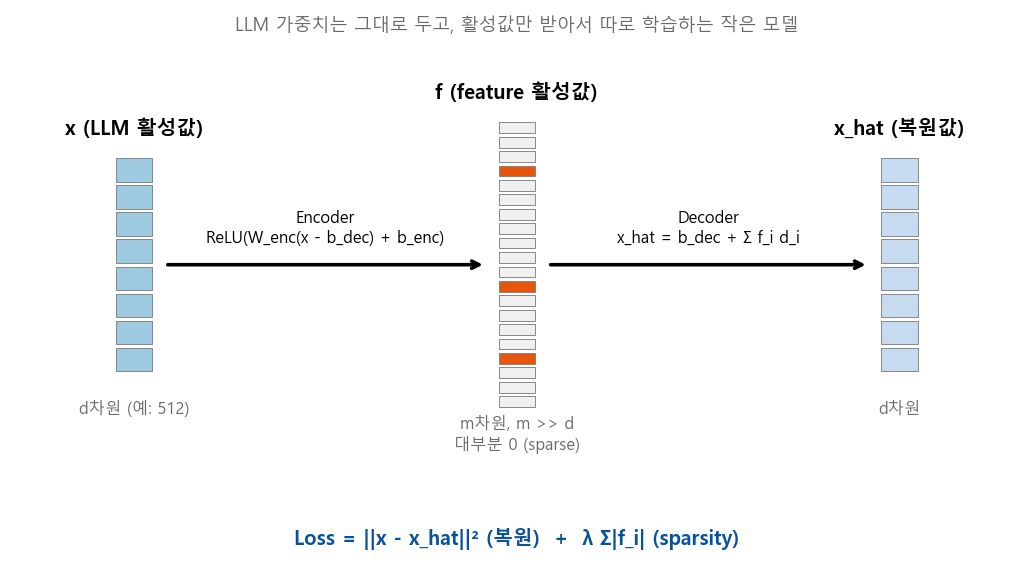 LLM 가중치는 그대로 두고, 활성값만 받아서 따로 학습하는 작은 모델
f (feature 활성값)
x (LLM 활성값)
x_hat (복원값)
Encoder
ReLU(W_enc(x - b_dec) + b_enc)
Decoder
x_hat = b_dec + Σ f_i d_i
d차원 (예: 512)
m차원, m >> d
대부분 0 (sparse)
d차원
Loss = ||x - x_hat||² (복원) + λ Σ|f_i| (sparsity)